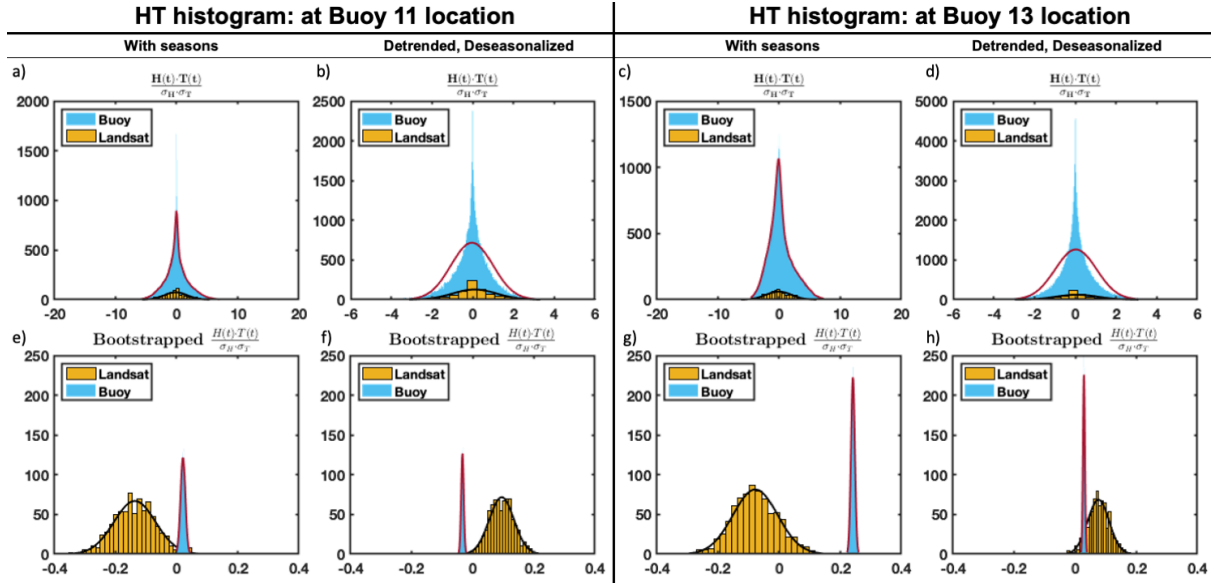 HT histogram: at Buoy 11 location HT histogram: at Buoy 13 location
With seasons Detrended, Deseasonalized With seasons Detrended, Deseasonalized
a) b) c) d)
H(t)·T(t) H(t)·T(t) H(t)·T(t) H(t)·T(t)
σH·σT σH·σT σH·σT σH·σT
2000 2500 1500 5000
Buoy Buoy Buoy Buoy
Landsat Landsat Landsat Landsat
2000 4000
1500
1000 3000
1500
1000
1000 2000
500
500
500 1000
0 0 0 0
-20 -10 0 10 20 -6 -4 -2 0 2 4 6 -20 -10 0 10 20 -6 -4 -2 0 2 4 6
e) Bootstrapped H(t)·T(t) f) Bootstrapped H(t)·T(t) g) Bootstrapped H(t)·T(t) h) Bootstrapped H(t)·T(t)
σH·σT σH·σT σH·σT σH·σT
250 250 250 250
Landsat Landsat Landsat Landsat
200 200 200 200
Buoy Buoy Buoy Buoy
150 150 150 150
100 100 100 100
50 50 50 50
0 0 0 0
-0.4 -0.2 0 0.2 0.4 -0.4 -0.2 0 0.2 0.4 -0.4 -0.2 0 0.2 0.4 -0.4 -0.2 0 0.2 0.4